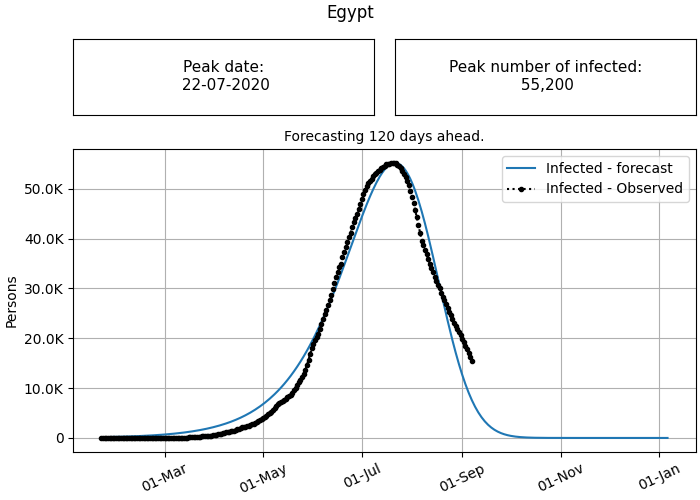 Egypt
Peak date:
22-07-2020
Peak number of infected:
55,200
Forecasting 120 days ahead.
Infected - forecast
Infected - Observed
50.0K
40.0K
30.0K
20.0K
10.0K
0
Persons
01-Mar
01-May
01-Jul
01-Sep
01-Nov
01-Jan